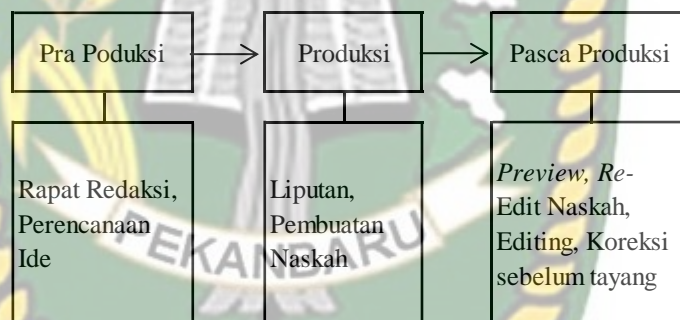 Pra Poduksi
Produksi
Pasca Produksi
Rapat Redaksi,
Perencanaan
Ide
Liputan,
Pembuatan
Naskah
Preview, Re-
Edit Naskah,
Editing, Koreksi
sebelum tayang
PEKANBARU